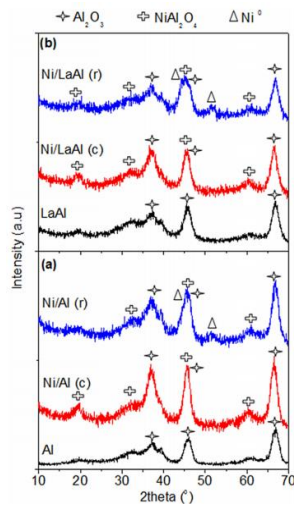 Al₂O₃ NiAl₂O₄ Ni⁰
(b)
Ni/LaAl (r)
Ni/LaAl (c)
LaAl
Intensity (a.u)
(a)
Ni/Al (r)
Ni/Al (c)
Al
10 20 30 40 50 60 70
2theta (°)